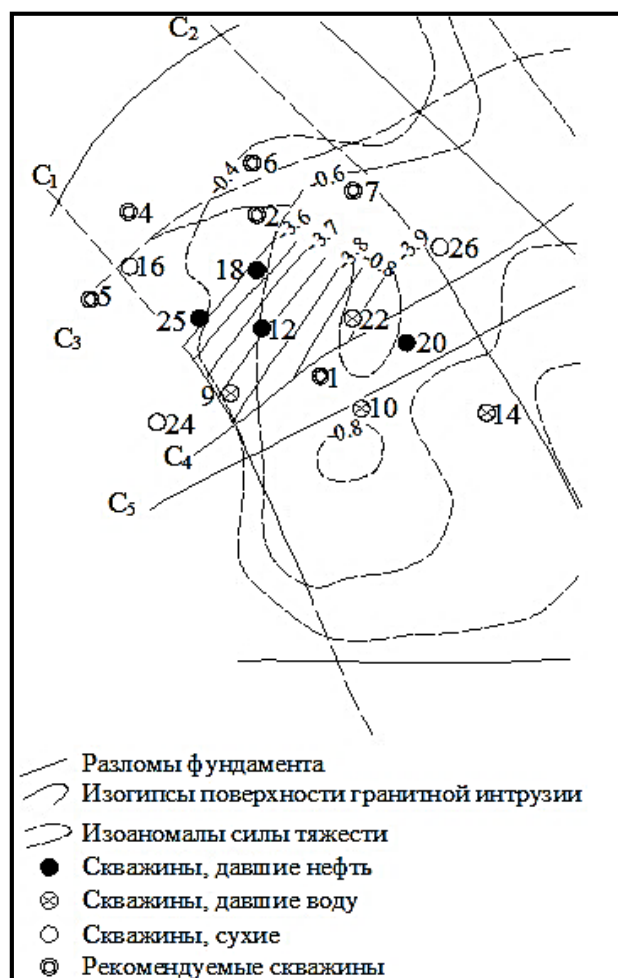 C2
-0.4
6
C1
-0.6
7
4
2
-3.6
-3.7
-3.8
-0.8
-3.9
26
16
18
5
25
12
22
C3
20
1
9
10
14
24
-0.8
C4
C5
Разломы фундамента
Изогипсы поверхности гранитной интрузии
Изоаномалы силы тяжести
Скважины, давшие нефть
Скважины, давшие воду
Скважины, сухие
Рекомендуемые скважины